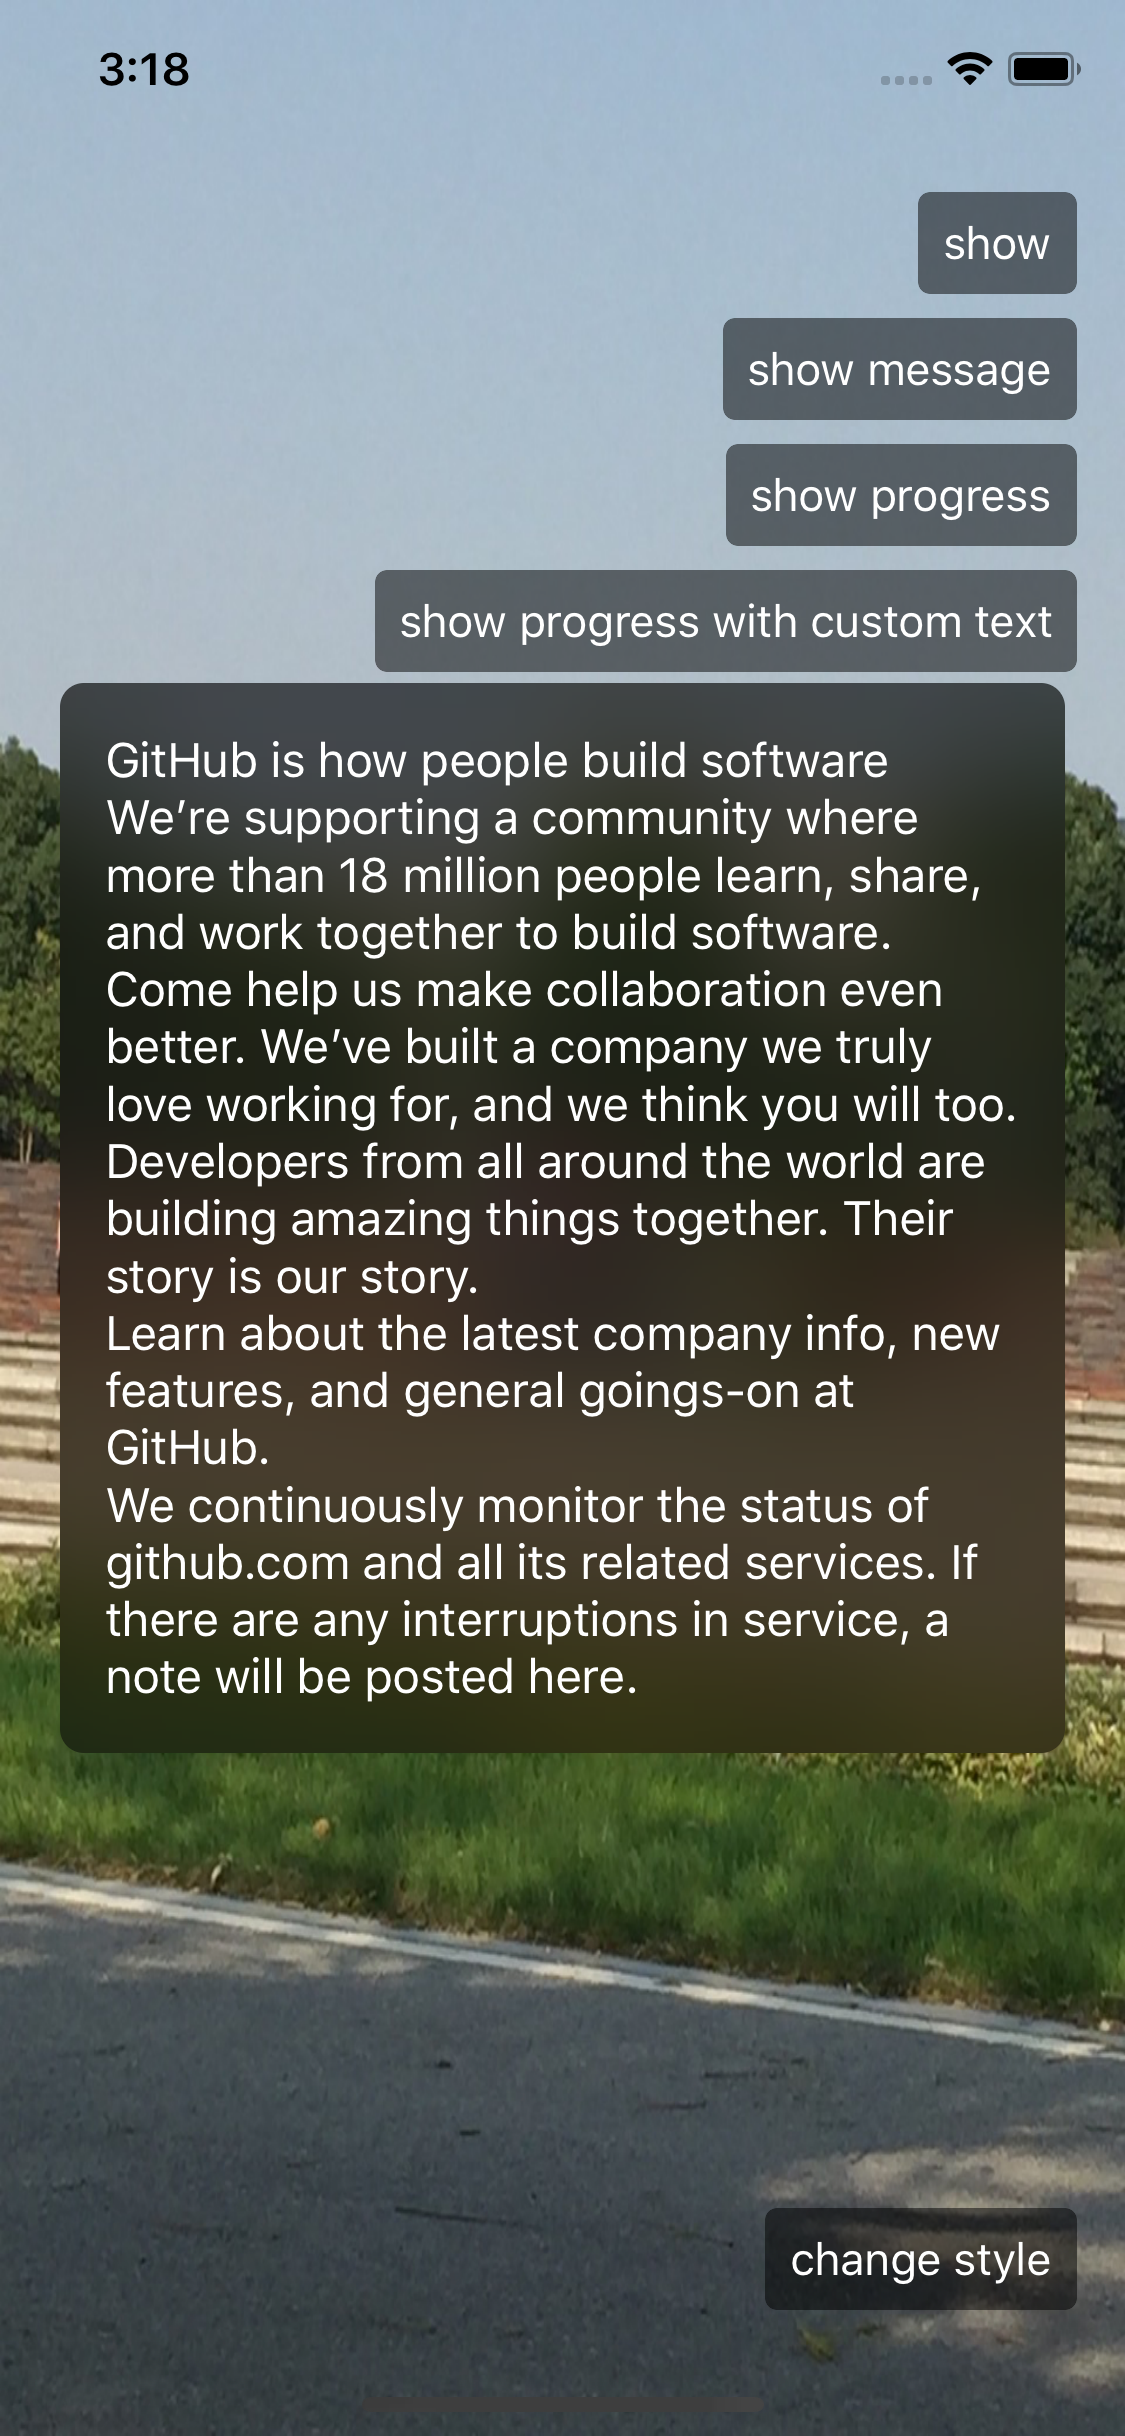 3:18
show
show message
show progress
show progress with custom text
GitHub is how people build software
We’re supporting a community where
more than 18 million people learn, share,
and work together to build software.
Come help us make collaboration even
better. We’ve built a company we truly
love working for, and we think you will too.
Developers from all around the world are
building amazing things together. Their
story is our story.
Learn about the latest company info, new
features, and general goings-on at
GitHub.
We continuously monitor the status of
github.com and all its related services. If
there are any interruptions in service, a
note will be posted here.
change style